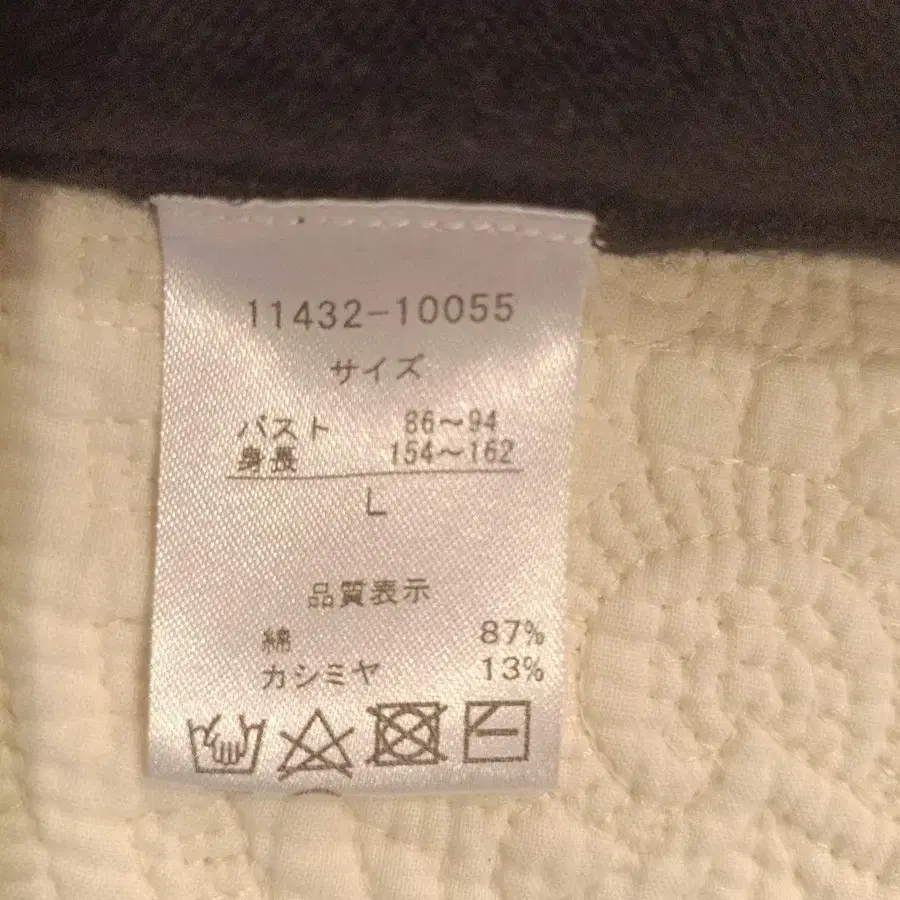 11432-10055
サイズ
バスト 86～94
身長 154～162
L
品質表示
綿 87%
カシミヤ 13%